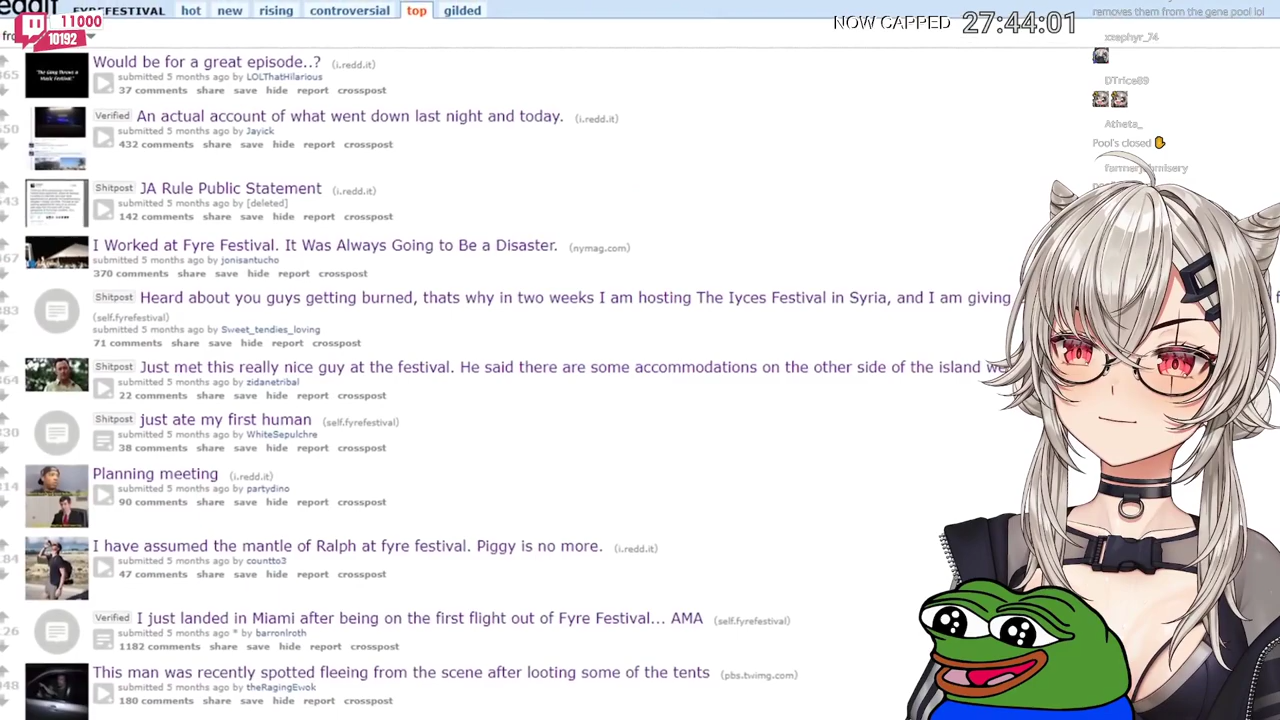 eddit FYREFESTIVAL hot new rising controversial top gilded
11000
10192
NOW CAPPED 27:44:01
removes them from the gene pool lol
xxephyr_74
DTrice89
Atheta_
Pool's closed
Would be for a great episode..? (i.redd.it)
submitted 5 months ago by LOLThatHilarious
37 comments share save hide report crosspost
Verified An actual account of what went down last night and today. (i.redd.it)
submitted 5 months ago by Jayick
432 comments share save hide report crosspost
Shitpost JA Rule Public Statement (i.redd.it)
submitted 5 months ago by [deleted]
142 comments share save hide report crosspost
I Worked at Fyre Festival. It Was Always Going to Be a Disaster. (nymag.com)
submitted 5 months ago by jonisantucho
370 comments share save hide report crosspost
Shitpost Heard about you guys getting burned, thats why in two weeks I am hosting The Iyces Festival in Syria, and I am giving
(self.fyrefestival)
submitted 5 months ago by Sweet_tendies_loving
71 comments share save hide report crosspost
Shitpost Just met this really nice guy at the festival. He said there are some accommodations on the other side of the island we
submitted 5 months ago by zidanetribal
22 comments share save hide report crosspost
Shitpost just ate my first human (self.fyrefestival)
submitted 5 months ago by WhiteSepulchre
38 comments share save hide report crosspost
Planning meeting (i.redd.it)
submitted 5 months ago by partydino
90 comments share save hide report crosspost
I have assumed the mantle of Ralph at fyre festival. Piggy is no more. (i.redd.it)
submitted 5 months ago by countto3
47 comments share save hide report crosspost
Verified I just landed in Miami after being on the first flight out of Fyre Festival... AMA (self.fyrefestival)
submitted 5 months ago * by barronlroth
1182 comments share save hide report crosspost
This man was recently spotted fleeing from the scene after looting some of the tents (pbs.twimg.com)
submitted 5 months ago by theRagingEwok
180 comments share save hide report crosspost